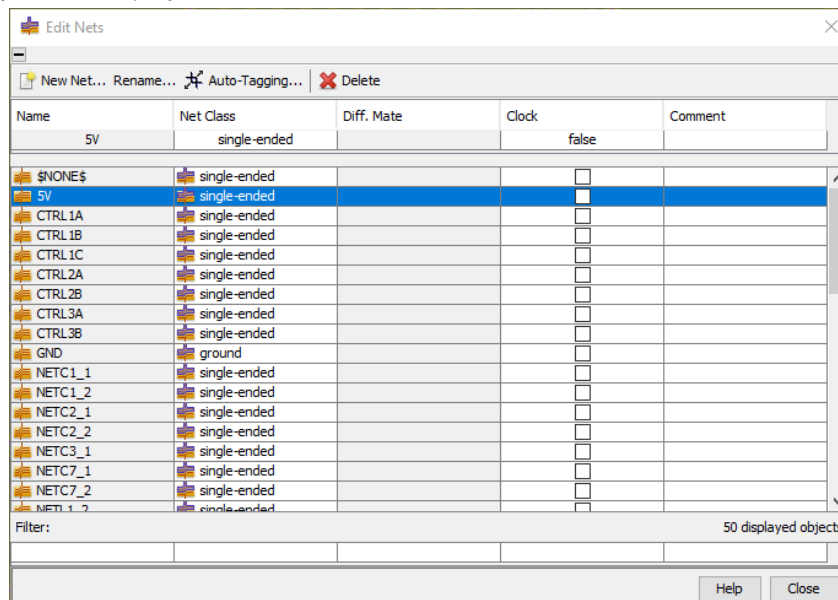 Edit Nets
New Net... Rename... Auto-Tagging... Delete
Name Net Class Diff. Mate Clock Comment
5V single-ended false
$NONE$ single-ended
5V single-ended
CTRL1A single-ended
CTRL1B single-ended
CTRL1C single-ended
CTRL2A single-ended
CTRL2B single-ended
CTRL3A single-ended
CTRL3B single-ended
GND ground
NETC1_1 single-ended
NETC1_2 single-ended
NETC2_1 single-ended
NETC2_2 single-ended
NETC3_1 single-ended
NETC7_1 single-ended
NETC7_2 single-ended
NETL1_2 single-ended
Filter: 50 displayed object
Help Close